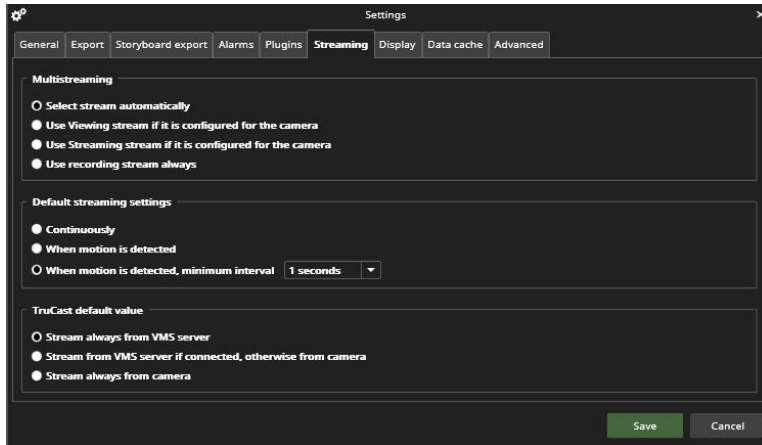 Settings
General Export Storyboard export Alarms Plugins Streaming Display Data cache Advanced
Multistreaming
Select stream automatically
Use Viewing stream if it is configured for the camera
Use Streaming stream if it is configured for the camera
Use recording stream always
Default streaming settings
Continuously
When motion is detected
When motion is detected, minimum interval 1 seconds
TruCast default value
Stream always from VMS server
Stream from VMS server if connected, otherwise from camera
Stream always from camera
Save Cancel